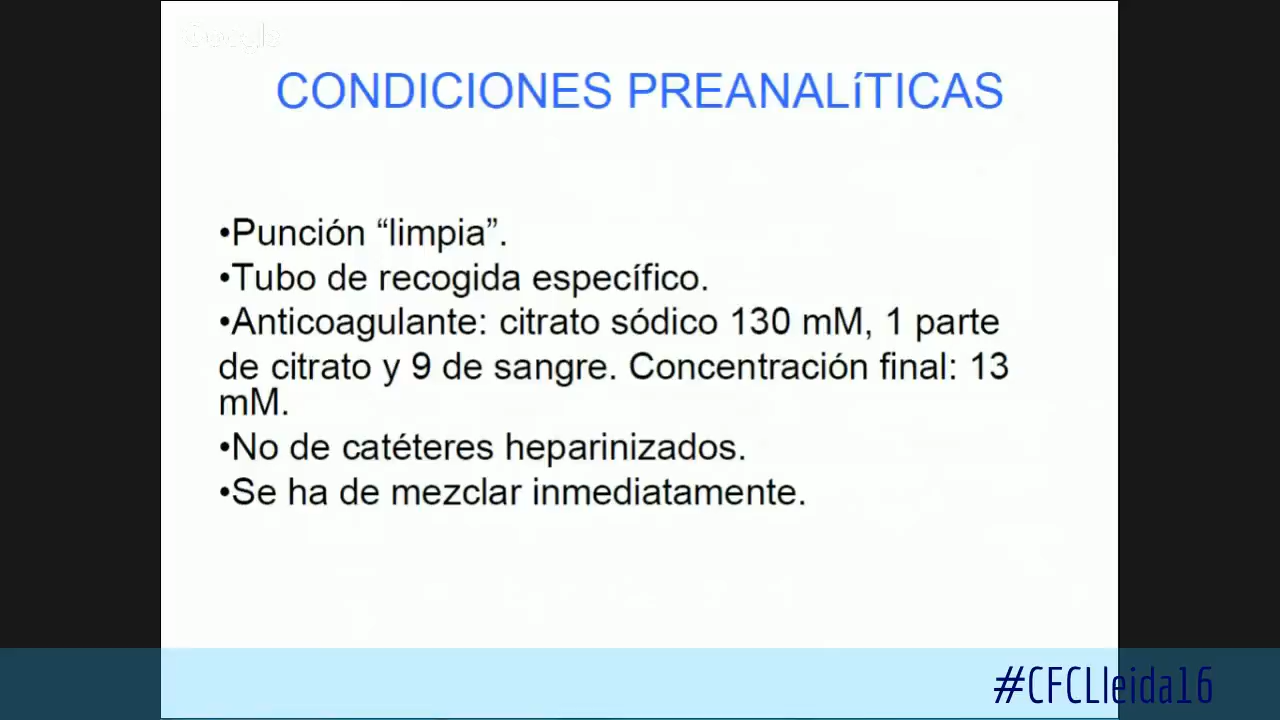 Google
CONDICIONES PREANALíTICAS
•Punción “limpia”.
•Tubo de recogida específico.
•Anticoagulante: citrato sódico 130 mM, 1 parte
de citrato y 9 de sangre. Concentración final: 13
mM.
•No de catéteres heparinizados.
•Se ha de mezclar inmediatamente.
#CFCLleida16